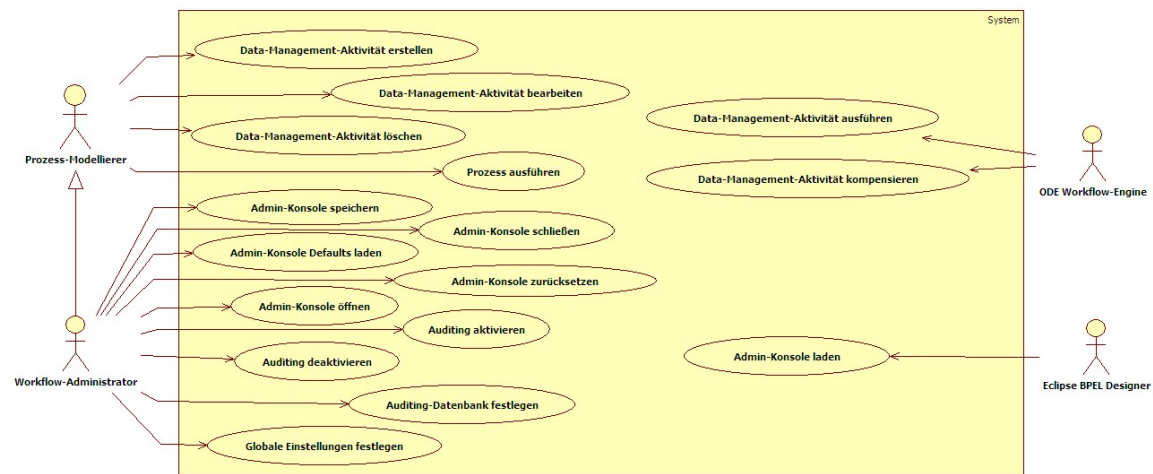 System
Data-Management-Aktivität erstellen
Data-Management-Aktivität bearbeiten
Data-Management-Aktivität ausführen
Data-Management-Aktivität löschen
Prozess-Modellierer
Prozess ausführen
Data-Management-Aktivität kompensieren
ODE Workflow-Engine
Admin-Konsole speichern
Admin-Konsole schließen
Admin-Konsole Defaults laden
Admin-Konsole zurücksetzen
Admin-Konsole öffnen
Auditing aktivieren
Auditing deaktivieren
Admin-Konsole laden
Workflow-Administrator
Eclipse BPEL Designer
Auditing-Datenbank festlegen
Globale Einstellungen festlegen